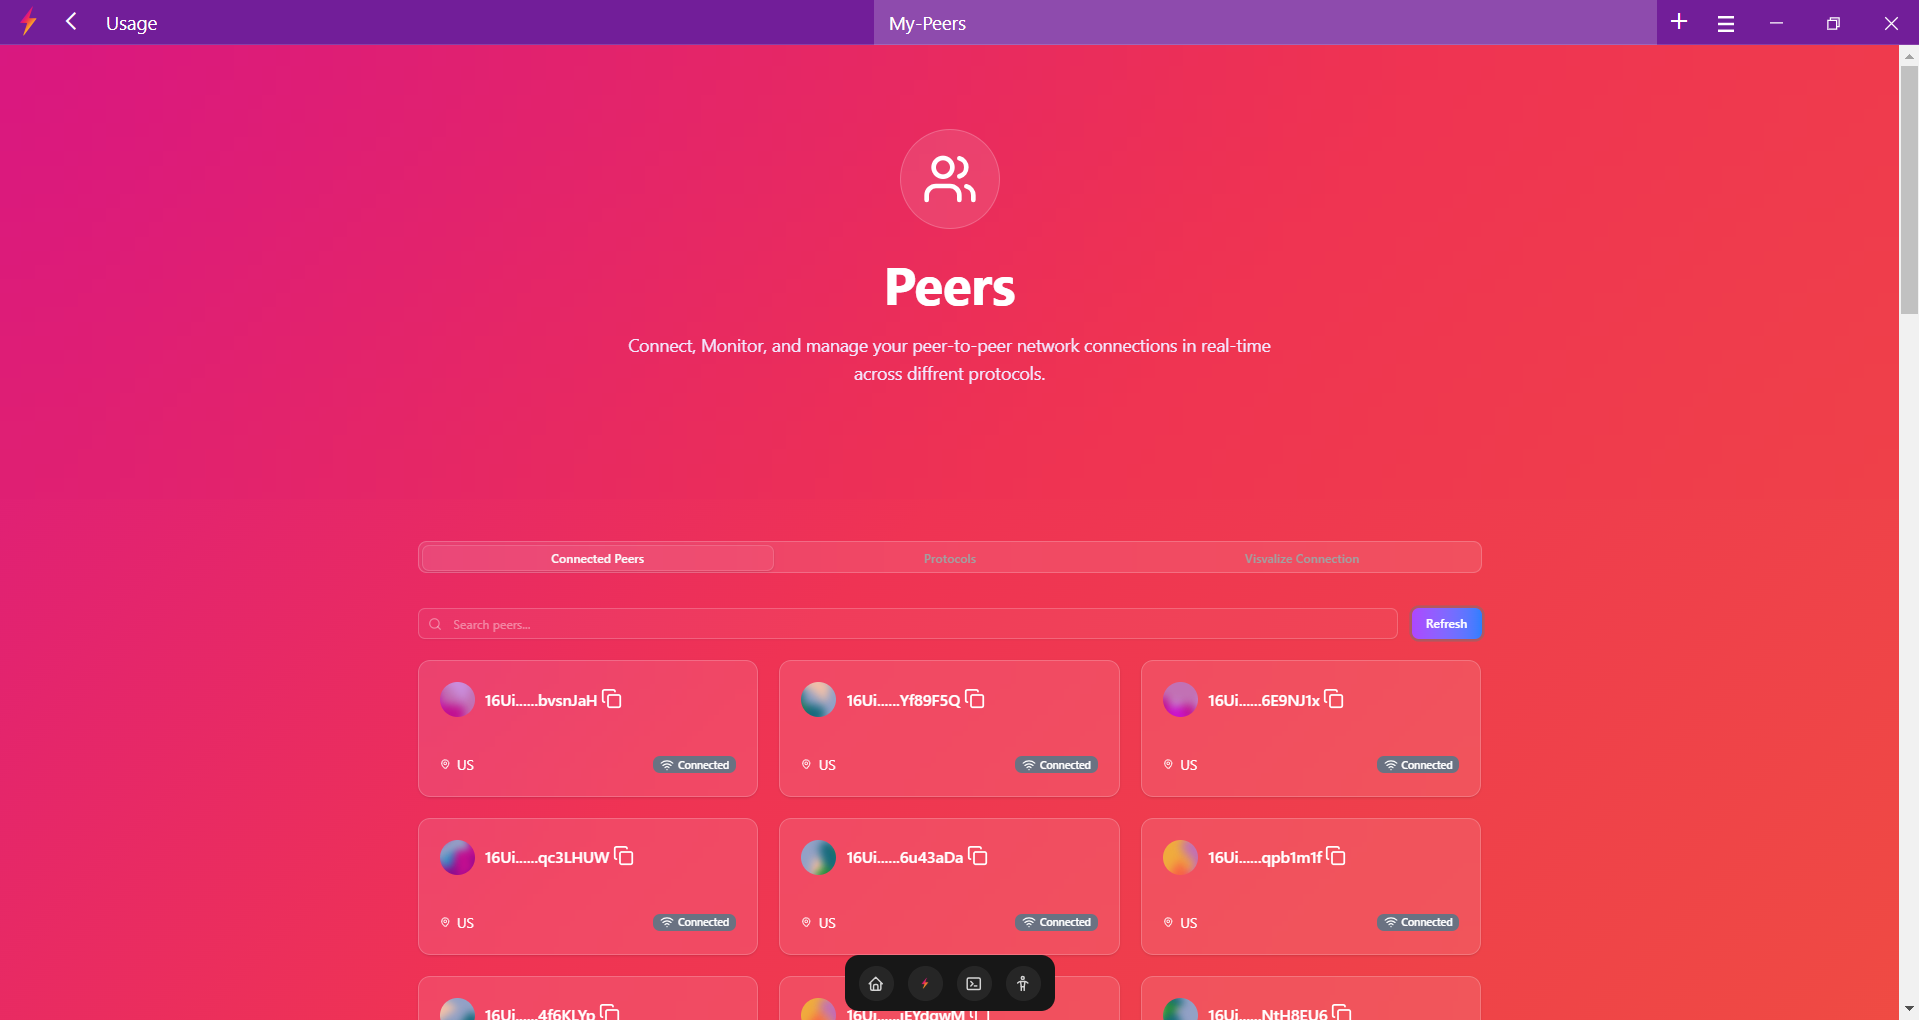 Usage
My-Peers
Peers
Connect, Monitor, and manage your peer-to-peer network connections in real-time
across diffrent protocols.
Connected Peers
Protocols
Visvalize Connection
Search peers...
Refresh
16Ui......bvsnJaH
16Ui......Yf89F5Q
16Ui......6E9NJ1x
US
Connected
US
Connected
US
Connected
16Ui......qc3LHUW
16Ui......6u43aDa
16Ui......qpb1m1f
US
Connected
US
Connected
US
Connected
16Ui......4f6KLYp
16Ui......iEYdqwM
16Ui......NtH8EU6